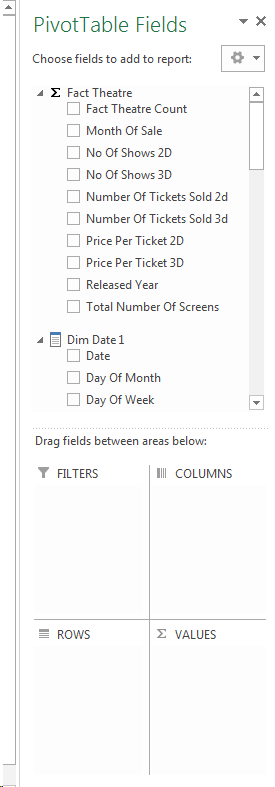 PivotTable Fields
Choose fields to add to report:
Σ Fact Theatre
Fact Theatre Count
Month Of Sale
No Of Shows 2D
No Of Shows 3D
Number Of Tickets Sold 2d
Number Of Tickets Sold 3d
Price Per Ticket 2D
Price Per Ticket 3D
Released Year
Total Number Of Screens
Dim Date 1
Date
Day Of Month
Day Of Week
Drag fields between areas below:
FILTERS
COLUMNS
ROWS
Σ VALUES